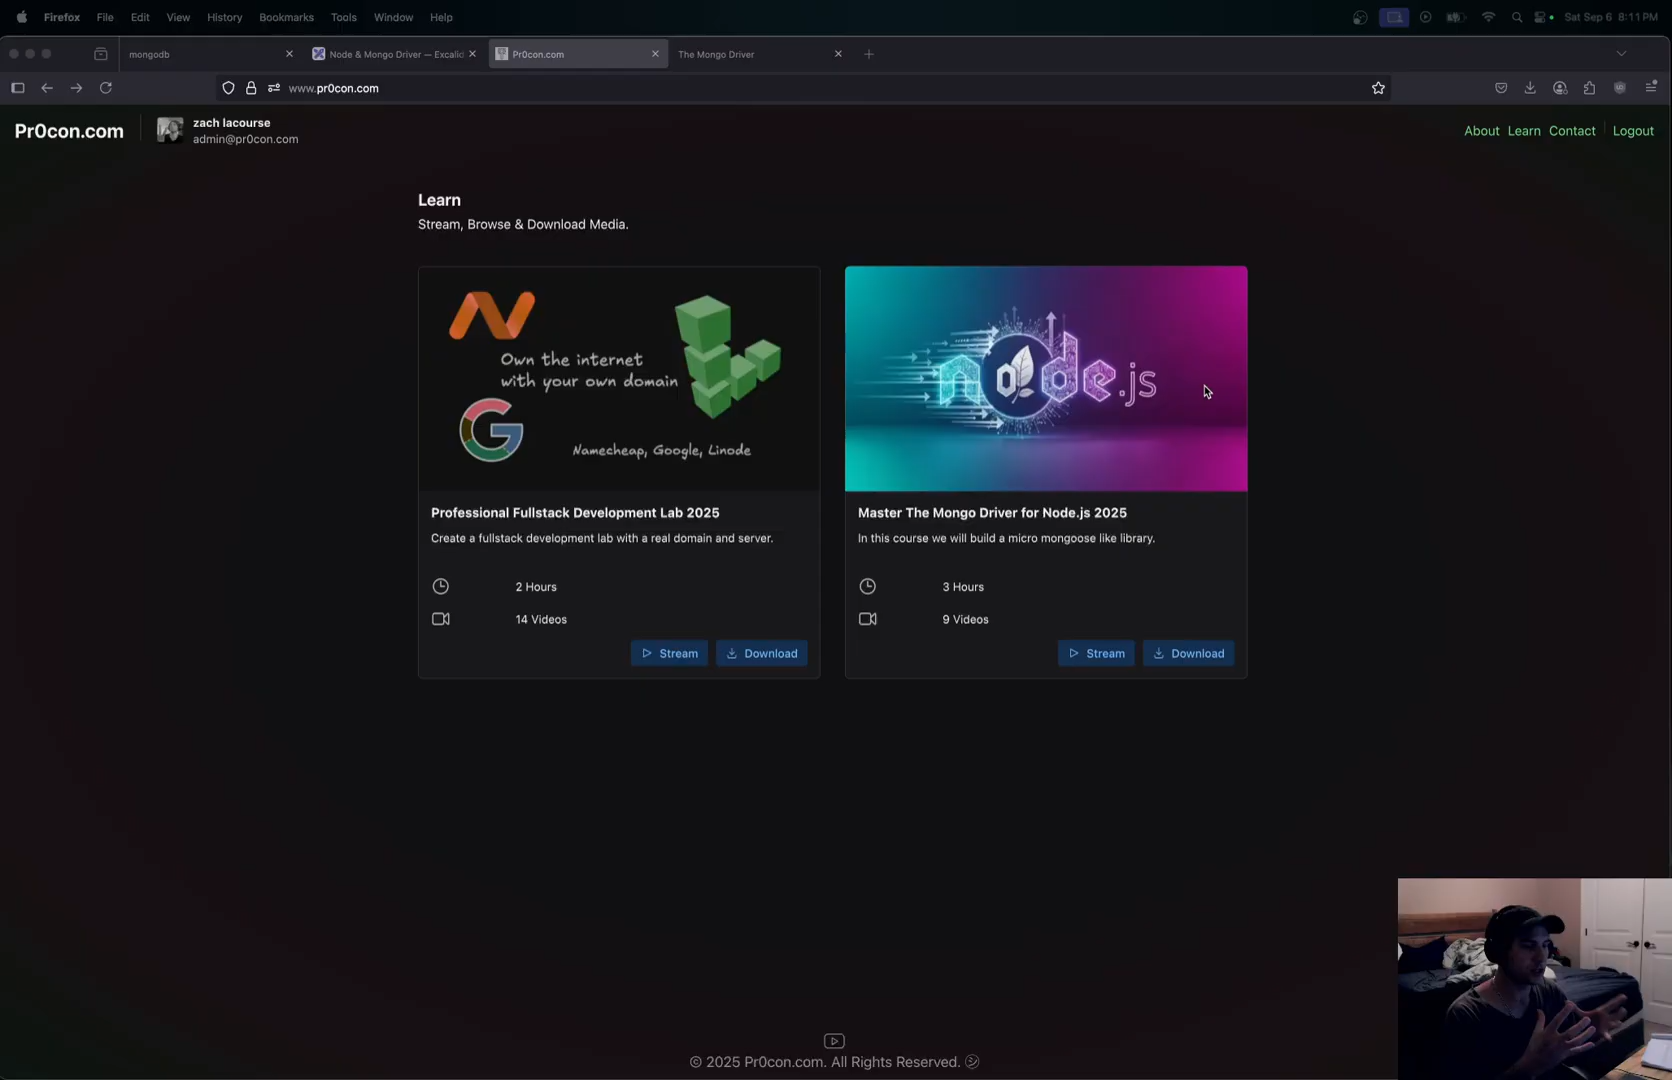 Firefox File Edit View History Bookmarks Tools Window Help
Sat Sep 6 8:11 PM
mongodb
Node & Mongo Driver — Excalid
Pr0con.com
The Mongo Driver
www.pr0con.com
Pr0con.com
zach lacourse
admin@pr0con.com
About Learn Contact Logout
Learn
Stream, Browse & Download Media.
Own the internet
with your own domain
Namecheap, Google, Linode
node.js
Professional Fullstack Development Lab 2025
Create a fullstack development lab with a real domain and server.
2 Hours
14 Videos
Stream
Download
Master The Mongo Driver for Node.js 2025
In this course we will build a micro mongoose like library.
3 Hours
9 Videos
Stream
Download
© 2025 Pr0con.com. All Rights Reserved.